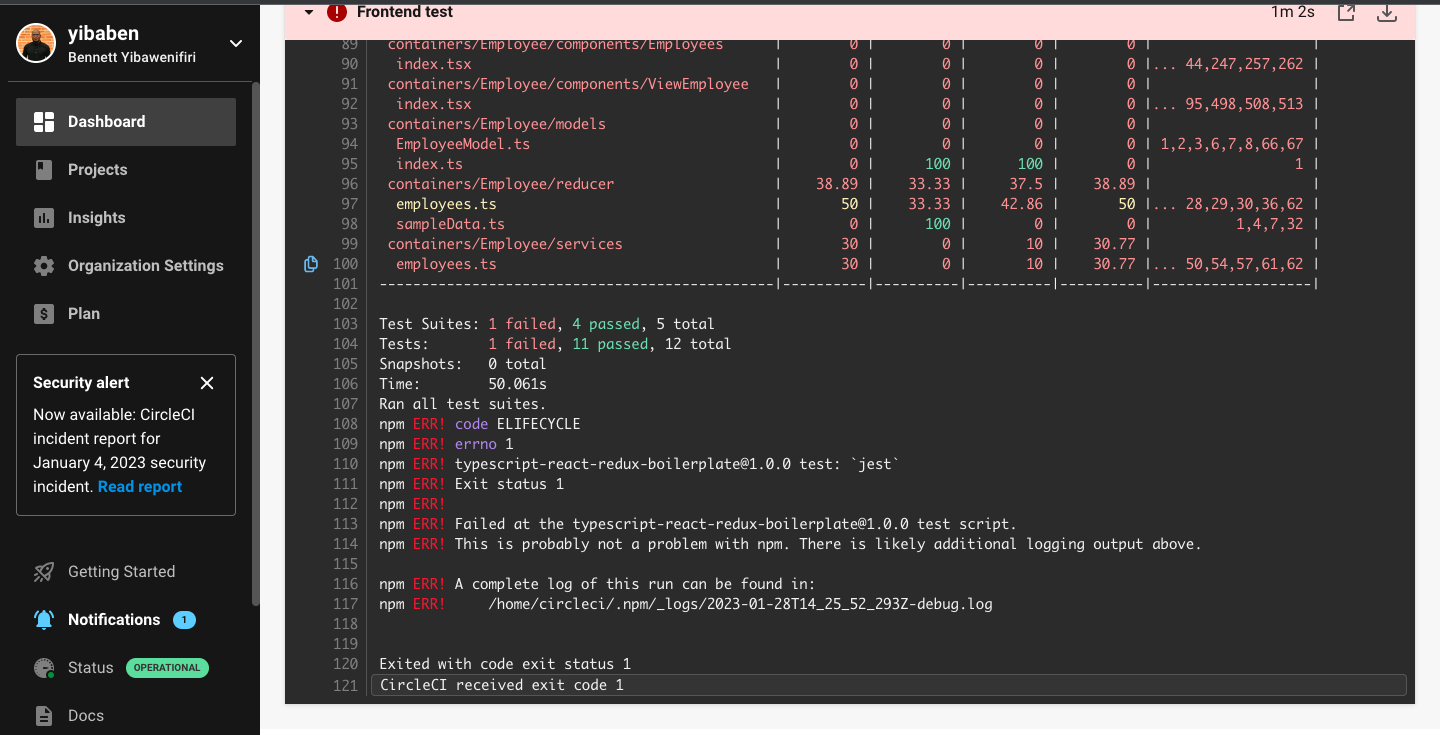 yibaben
Bennett Yibawenifiri
Dashboard
Projects
Insights
Organization Settings
Plan
Security alert
Now available: CircleCI
incident report for
January 4, 2023 security
incident. Read report
Getting Started
Notifications 1
Status OPERATIONAL
Docs
Frontend test 1m 2s
89 containers/Employee/components/Employees | 0 | 0 | 0 | 0 | |
90 index.tsx | 0 | 0 | 0 | 0 |... 44,247,257,262 |
91 containers/Employee/components/ViewEmployee | 0 | 0 | 0 | 0 | |
92 index.tsx | 0 | 0 | 0 | 0 |... 95,498,508,513 |
93 containers/Employee/models | 0 | 0 | 0 | 0 | |
94 EmployeeModel.ts | 0 | 0 | 0 | 0 | 1,2,3,6,7,8,66,67 |
95 index.ts | 0 | 100 | 100 | 0 | 1 |
96 containers/Employee/reducer | 38.89 | 33.33 | 37.5 | 38.89 | |
97 employees.ts | 50 | 33.33 | 42.86 | 50 |... 28,29,30,36,62 |
98 sampleData.ts | 0 | 100 | 0 | 0 | 1,4,7,32 |
99 containers/Employee/services | 30 | 0 | 10 | 30.77 | |
100 employees.ts | 30 | 0 | 10 | 30.77 |... 50,54,57,61,62 |
101 -----------------------------------------------|----------|----------|----------|----------|-------------------|
102
103 Test Suites: 1 failed, 4 passed, 5 total
104 Tests: 1 failed, 11 passed, 12 total
105 Snapshots: 0 total
106 Time: 50.061s
107 Ran all test suites.
108 npm ERR! code ELIFECYCLE
109 npm ERR! errno 1
110 npm ERR! typescript-react-redux-boilerplate@1.0.0 test: `jest`
111 npm ERR! Exit status 1
112 npm ERR!
113 npm ERR! Failed at the typescript-react-redux-boilerplate@1.0.0 test script.
114 npm ERR! This is probably not a problem with npm. There is likely additional logging output above.
115
116 npm ERR! A complete log of this run can be found in:
117 npm ERR! /home/circleci/.npm/_logs/2023-01-28T14_25_52_293Z-debug.log
118
119
120 Exited with code exit status 1
121 CircleCI received exit code 1